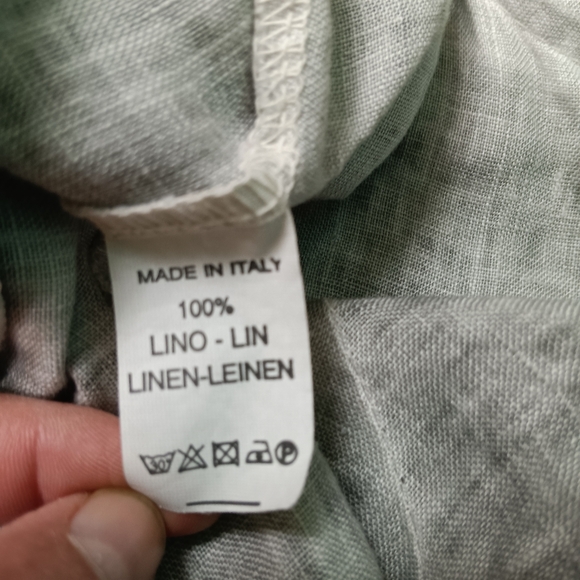 MADE IN ITALY
100%
LINO - LIN
LINEN-LEINEN
30°
P